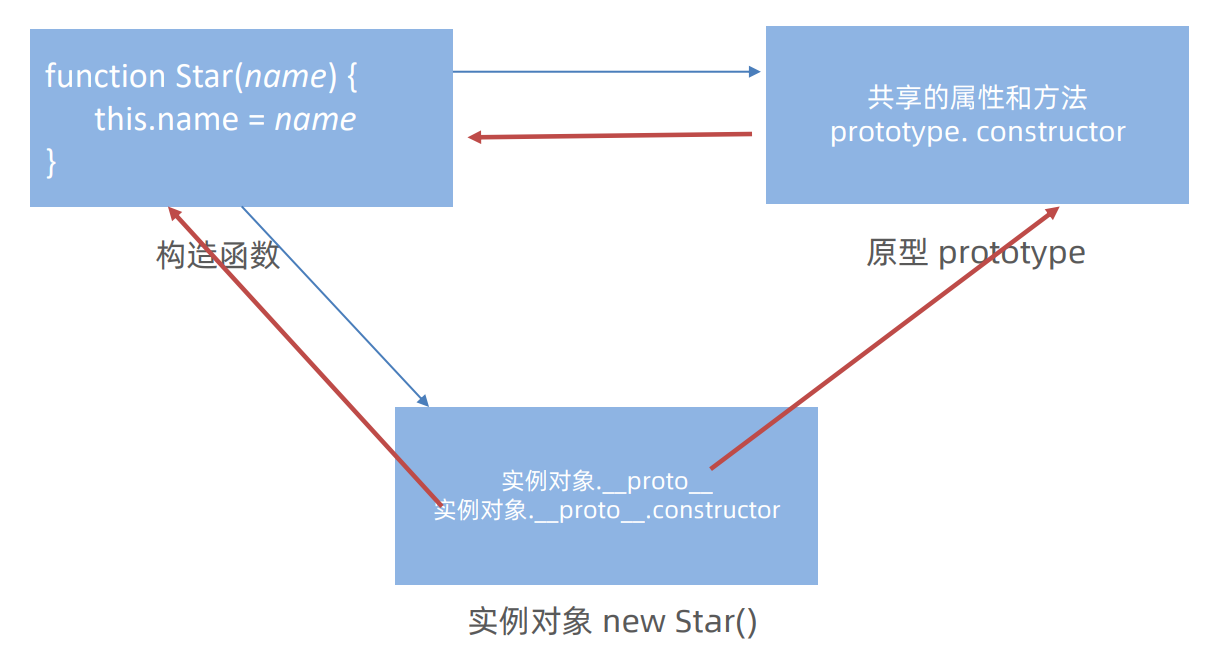 function Star(name) {
this.name = name
}
共享的属性和方法
prototype. constructor
构造函数
原型 prototype
实例对象.__proto__
实例对象.__proto__.constructor
实例对象 new Star()